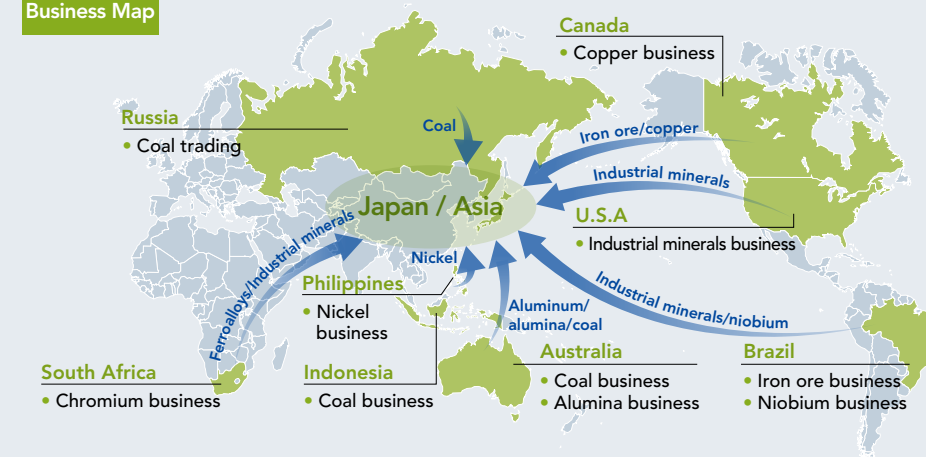 Business Map
Canada
• Copper business
Russia
• Coal trading
Coal
Iron ore/copper
Industrial minerals
Japan / Asia
U.S.A
• Industrial minerals business
Ferroalloys/Industrial minerals
Nickel
Philippines
• Nickel
business
Aluminum/
alumina/coal
Industrial minerals/niobium
South Africa
• Chromium business
Indonesia
• Coal business
Australia
• Coal business
• Alumina business
Brazil
• Iron ore business
• Niobium business